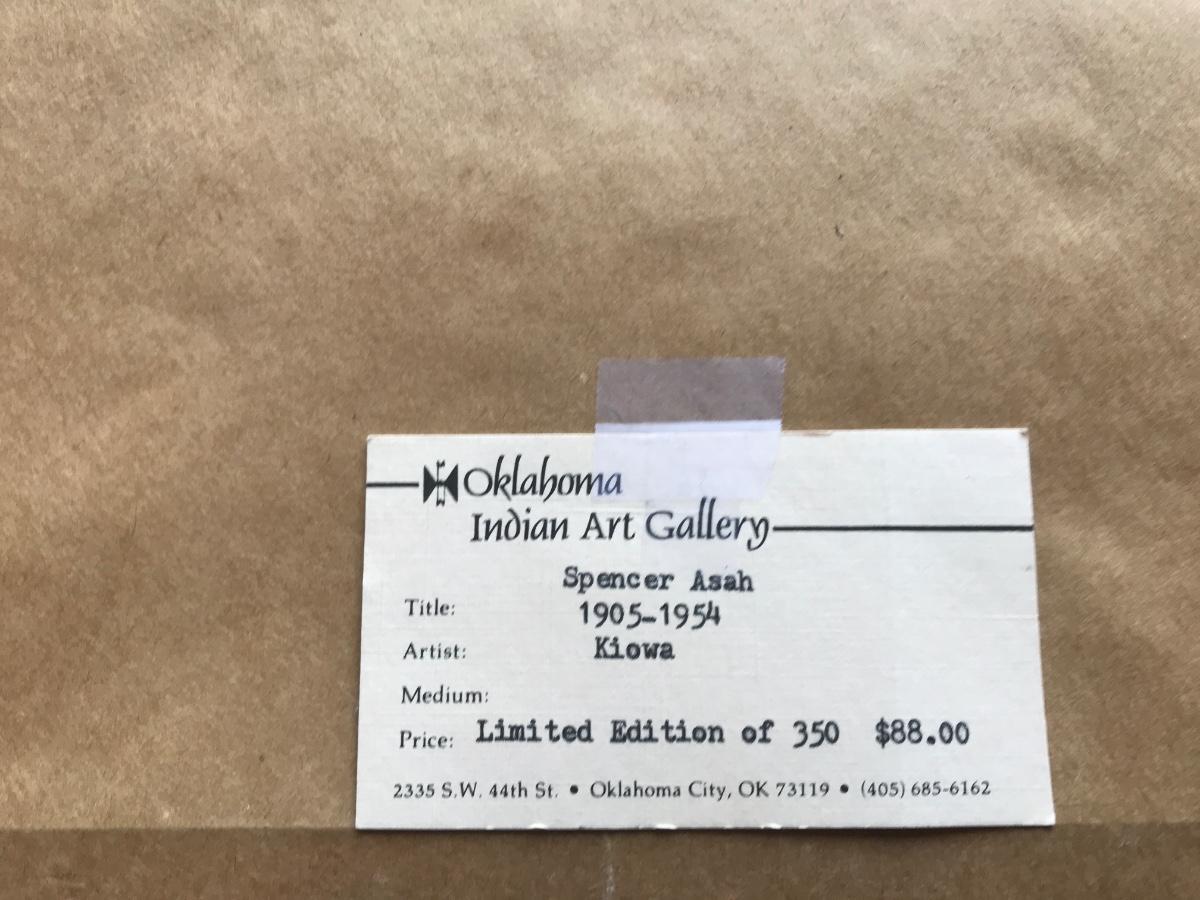 Oklahoma
Indian Art Gallery
Spencer Asah
Title: 1905-1954
Artist: Kiowa
Medium:
Price: Limited Edition of 350 $88.00
2335 S.W. 44th St. • Oklahoma City, OK 73119 • (405) 685-6162